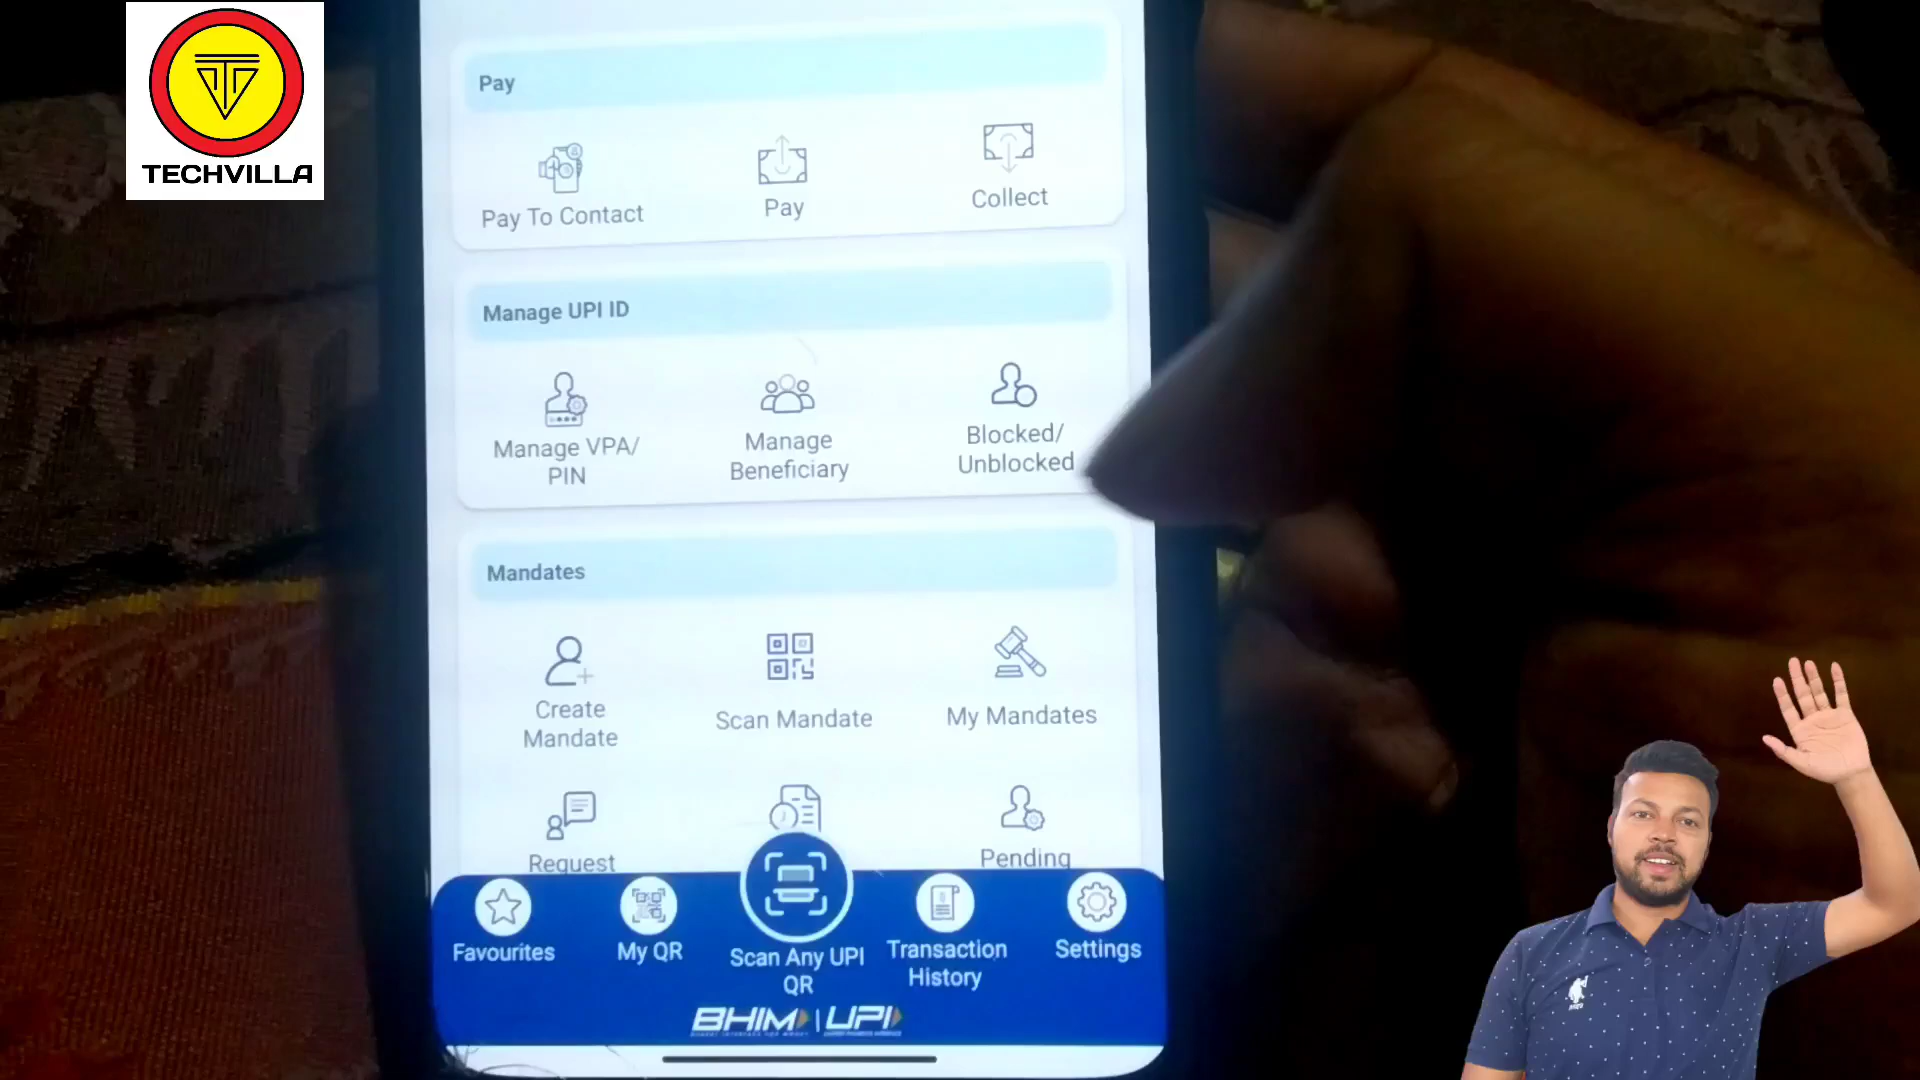 TECHVILLA
Pay
Pay To Contact
Pay
Collect
Manage UPI ID
Manage VPA/
PIN
Manage
Beneficiary
Blocked/
Unblocked
Mandates
Create
Mandate
Scan Mandate
My Mandates
Request
Pending
Favourites
My QR
Scan Any UPI
QR
Transaction
History
Settings
BHIM | UPI